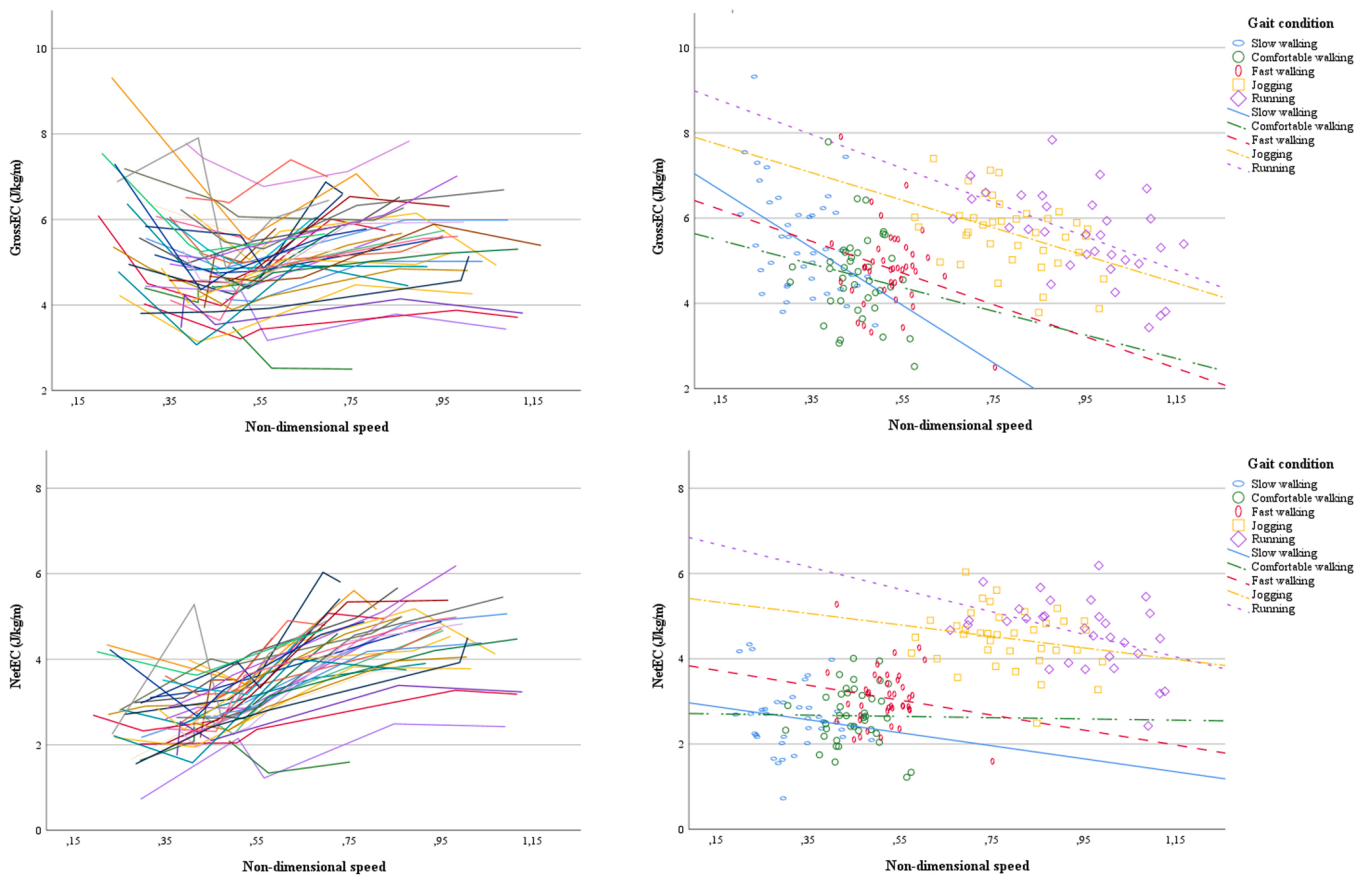 10
8
6
4
2
GrossEC (J/kg/m)
,15 ,35 ,55 ,75 ,95 1,15
Non-dimensional speed
10
8
6
4
2
GrossEC (J/kg/m)
,15 ,35 ,55 ,75 ,95 1,15
Non-dimensional speed
Gait condition
Slow walking
Comfortable walking
Fast walking
Jogging
Running
Slow walking
Comfortable walking
Fast walking
Jogging
Running
8
6
4
2
0
NetEC (J/kg/m)
,15 ,35 ,55 ,75 ,95 1,15
Non-dimensional speed
8
6
4
2
0
NetEC (J/kg/m)
,15 ,35 ,55 ,75 ,95 1,15
Non-dimensional speed
Gait condition
Slow walking
Comfortable walking
Fast walking
Jogging
Running
Slow walking
Comfortable walking
Fast walking
Jogging
Running